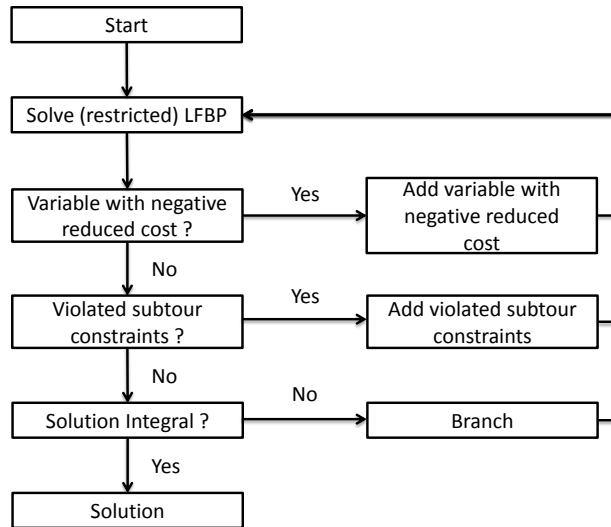 Start
Solve (restricted) LFBP
Variable with negative
reduced cost ?
Yes
Add variable with
negative reduced
cost
No
Violated subtour
constraints ?
Yes
Add violated subtour
constraints
No
Solution Integral ?
No
Branch
Yes
Solution